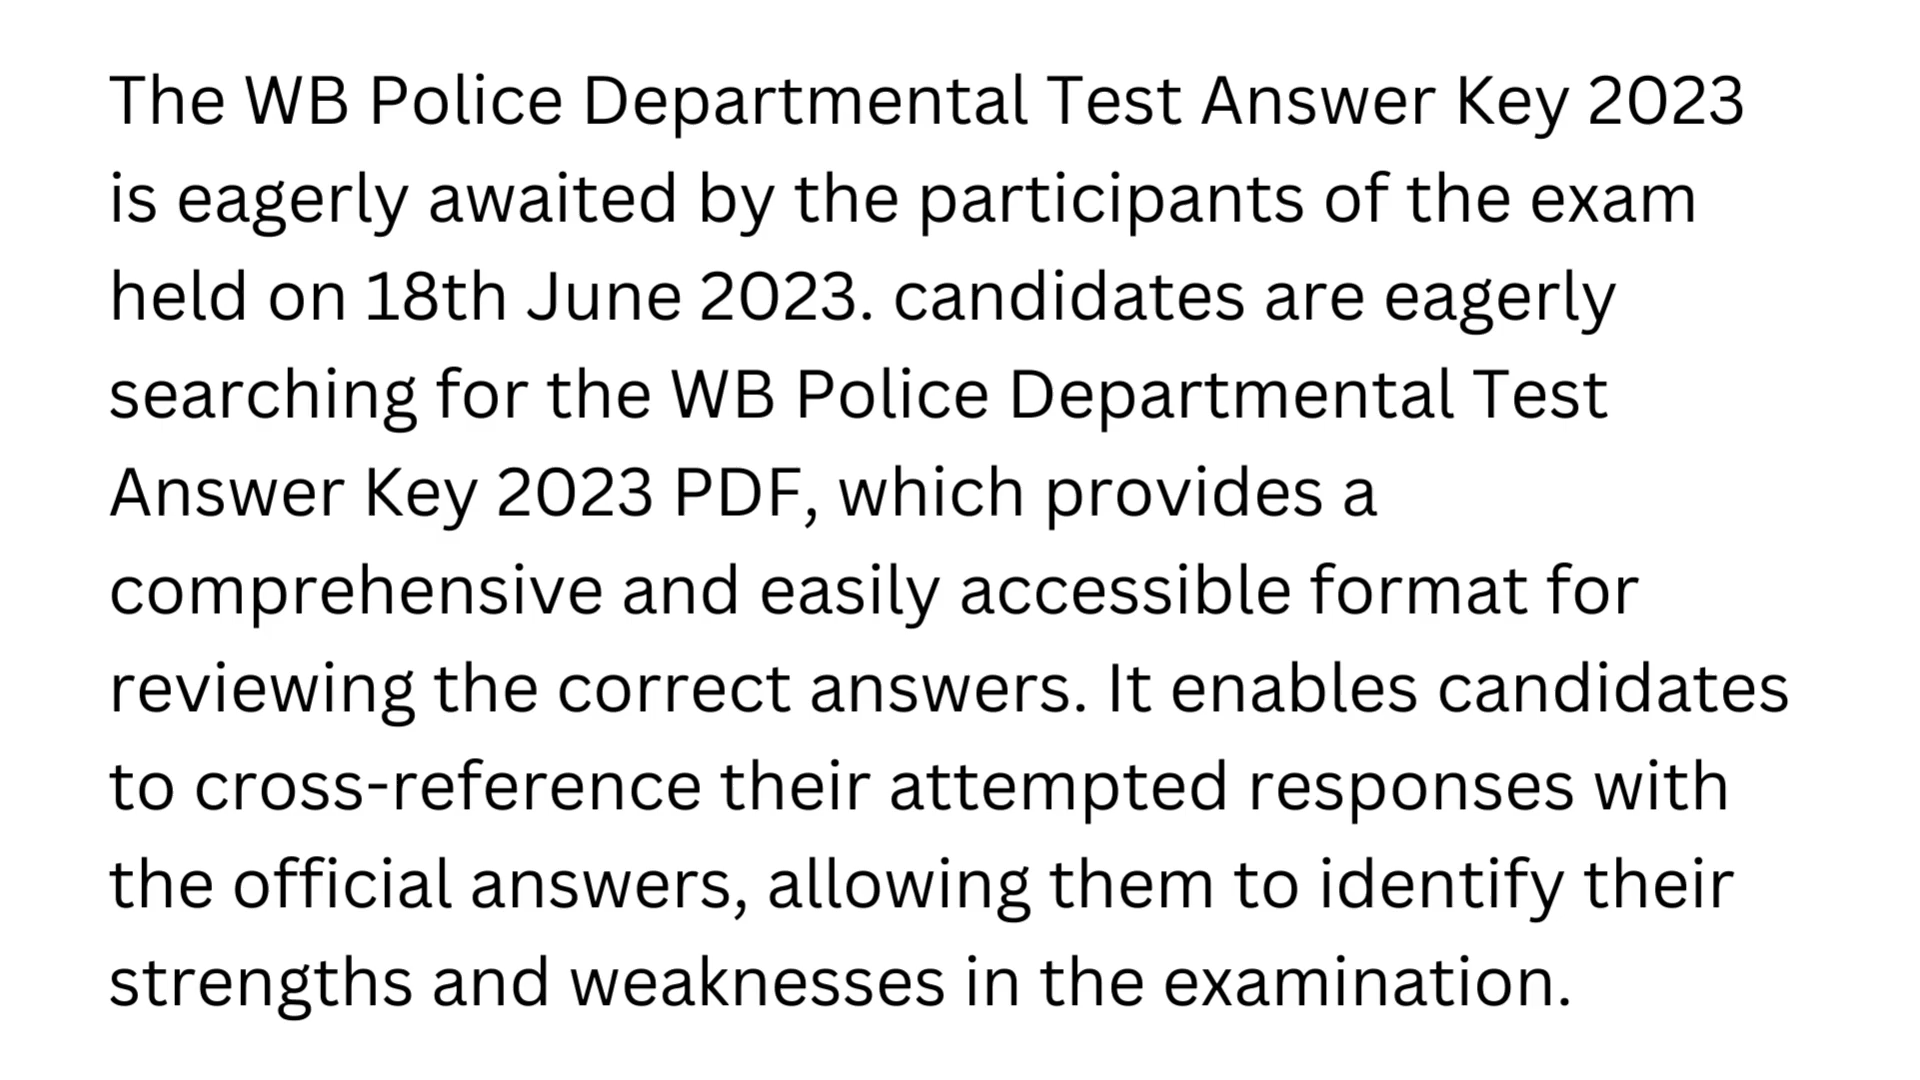 The WB Police Departmental Test Answer Key 2023
is eagerly awaited by the participants of the exam
held on 18th June 2023. candidates are eagerly
searching for the WB Police Departmental Test
Answer Key 2023 PDF, which provides a
comprehensive and easily accessible format for
reviewing the correct answers. It enables candidates
to cross-reference their attempted responses with
the official answers, allowing them to identify their
strengths and weaknesses in the examination.